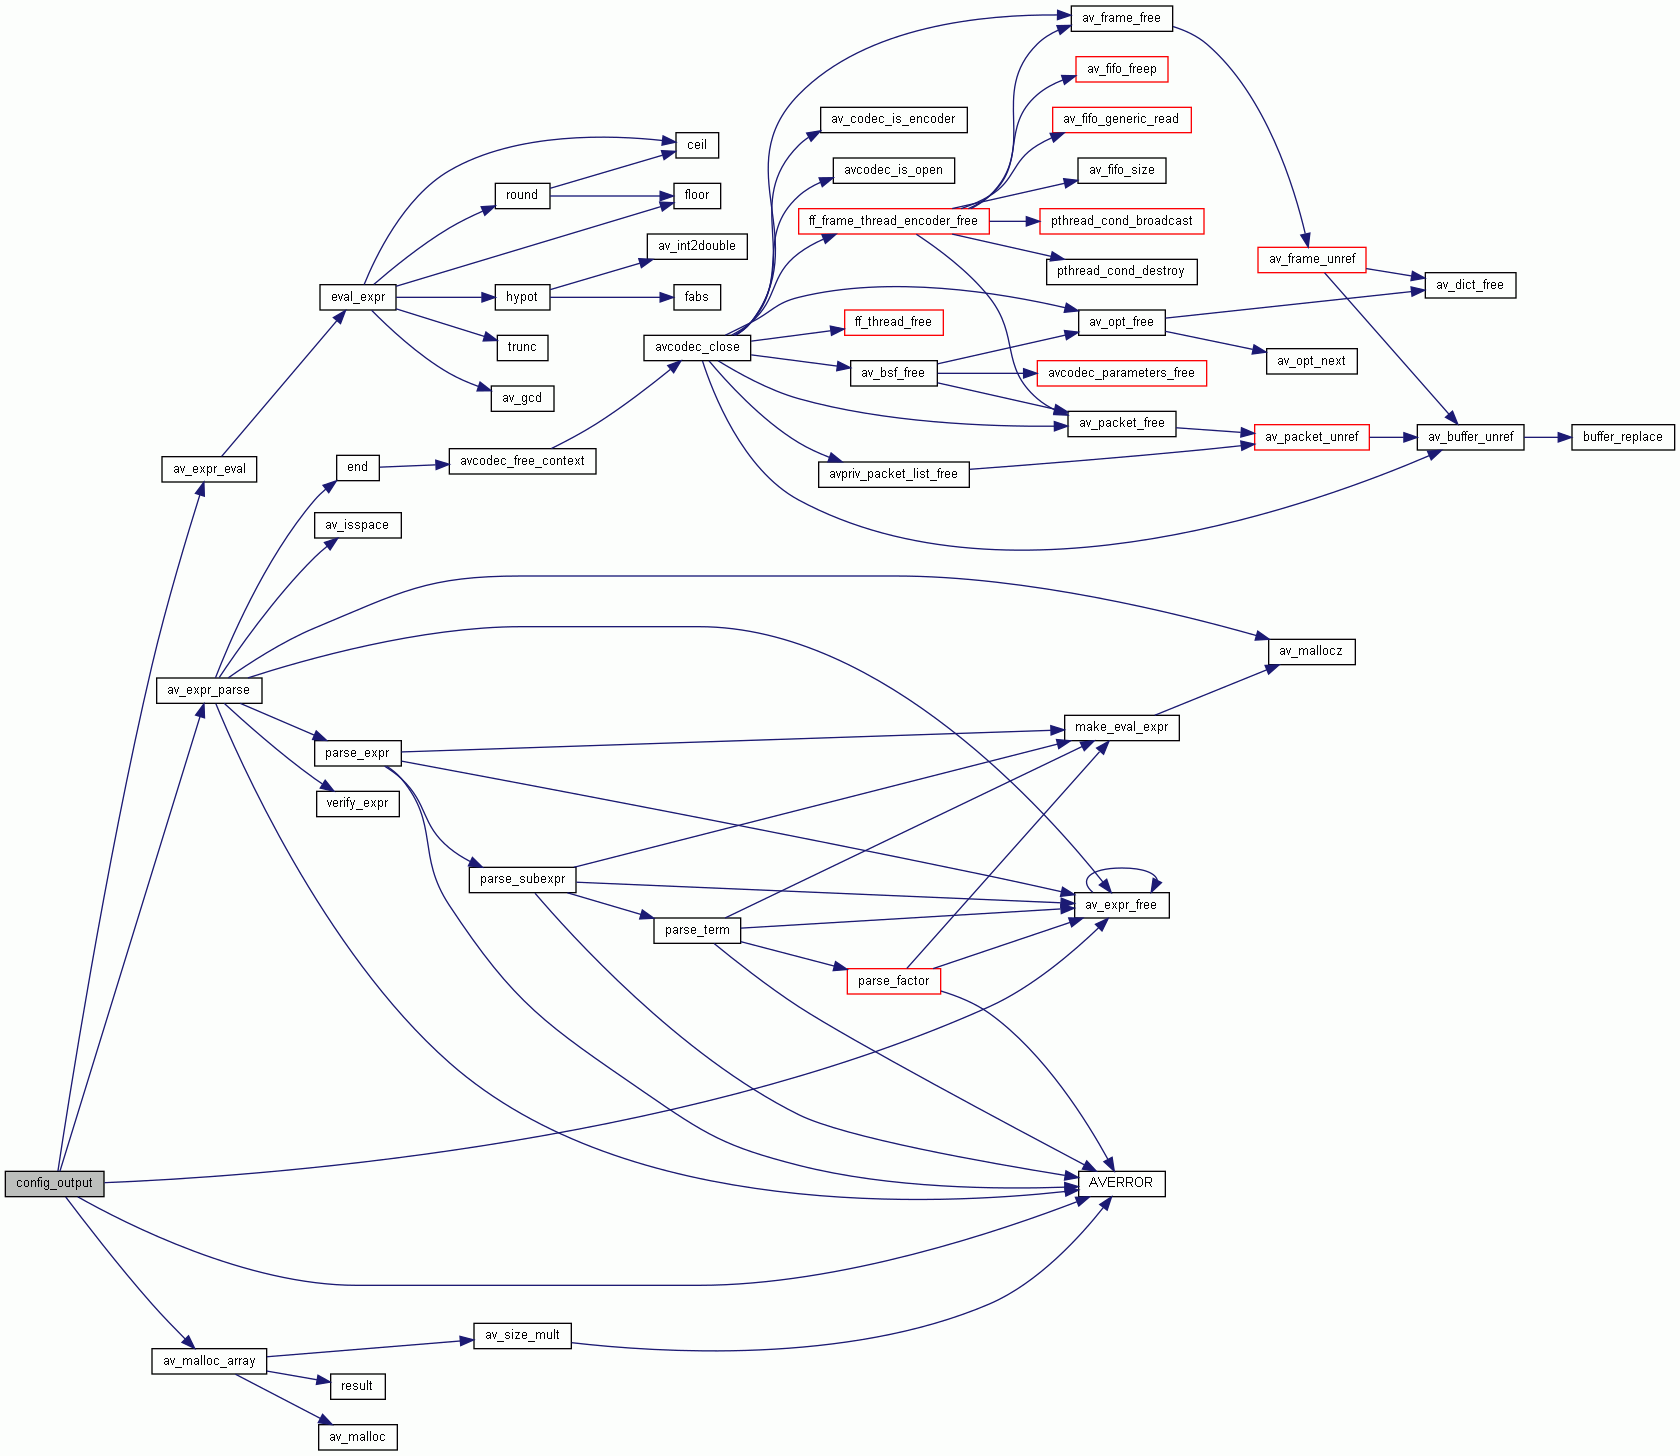 av_frame_free
av_fifo_freep
av_codec_is_encoder
av_fifo_generic_read
ceil
avcodec_is_open
av_fifo_size
round
floor
ff_frame_thread_encoder_free
pthread_cond_broadcast
av_int2double
av_frame_unref
pthread_cond_destroy
av_dict_free
eval_expr
hypot
fabs
ff_thread_free
av_opt_free
trunc
avcodec_close
av_opt_next
av_bsf_free
avcodec_parameters_free
av_gcd
av_packet_free
av_packet_unref
av_buffer_unref
buffer_replace
av_expr_eval
end
avcodec_free_context
avpriv_packet_list_free
av_isspace
av_mallocz
av_expr_parse
make_eval_expr
parse_expr
verify_expr
parse_subexpr
av_expr_free
parse_term
parse_factor
config_output
AVERROR
av_size_mult
av_malloc_array
result
av_malloc